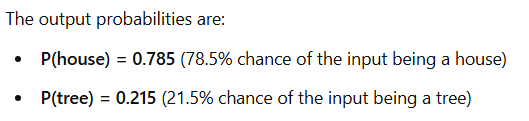 The output probabilities are:
• P(house) = 0.785 (78.5% chance of the input being a house)
• P(tree) = 0.215 (21.5% chance of the input being a tree)